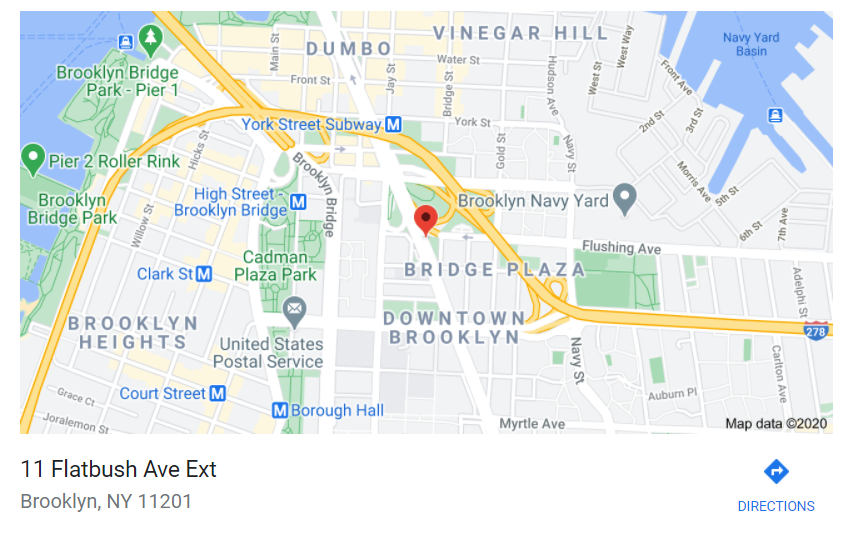 VINEGAR HILL
Navy Yard
Basin
DUMBO
Main St
Water St
West St
West Way
Brooklyn Bridge
Park - Pier 1
Front St
Jay St
Bridge St
Hudson Ave
Front Ave
York Street Subway M
York St
2nd St
3rd St
Hicks St
Gold St
Navy St
Pier 2 Roller Rink
Brooklyn Bridge
Morris Ave
5th St
Brooklyn
Bridge Park
High Street -
Brooklyn Bridge M
Brooklyn Navy Yard
Willow St
6th St
7th Ave
Flushing Ave
Cadman
Plaza Park
Clark St M
BRIDGE PLAZA
Adelphi St
BROOKLYN
HEIGHTS
DOWNTOWN
BROOKLYN
278
United States
Postal Service
Navy St
Carlton Ave
Grace Ct
Court Street M
Auburn Pl
Joralemon St
M Borough Hall
Myrtle Ave
Map data ©2020
11 Flatbush Ave Ext
Brooklyn, NY 11201
DIRECTIONS